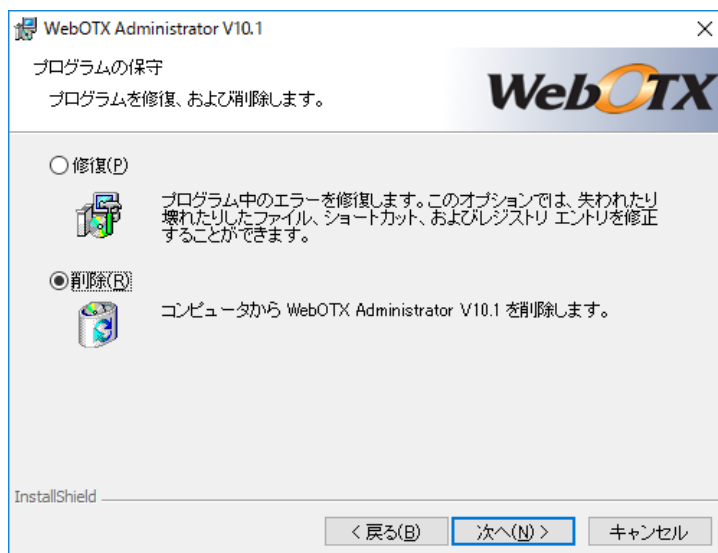 WebOTX Administrator V10.1
プログラムの保守
プログラムを修復、および削除します。
WebOTX
修復(P)
プログラム中のエラーを修復します。このオプションでは、失われたり
壊れたりしたファイル、ショートカット、およびレジストリ エントリを修正
することができます。
削除(R)
コンピュータから WebOTX Administrator V10.1 を削除します。
InstallShield
< 戻る(B)
次へ(N) >
キャンセル